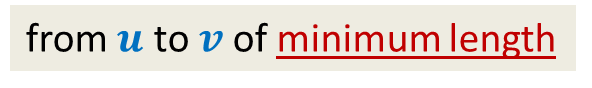 from u to v of minimum length